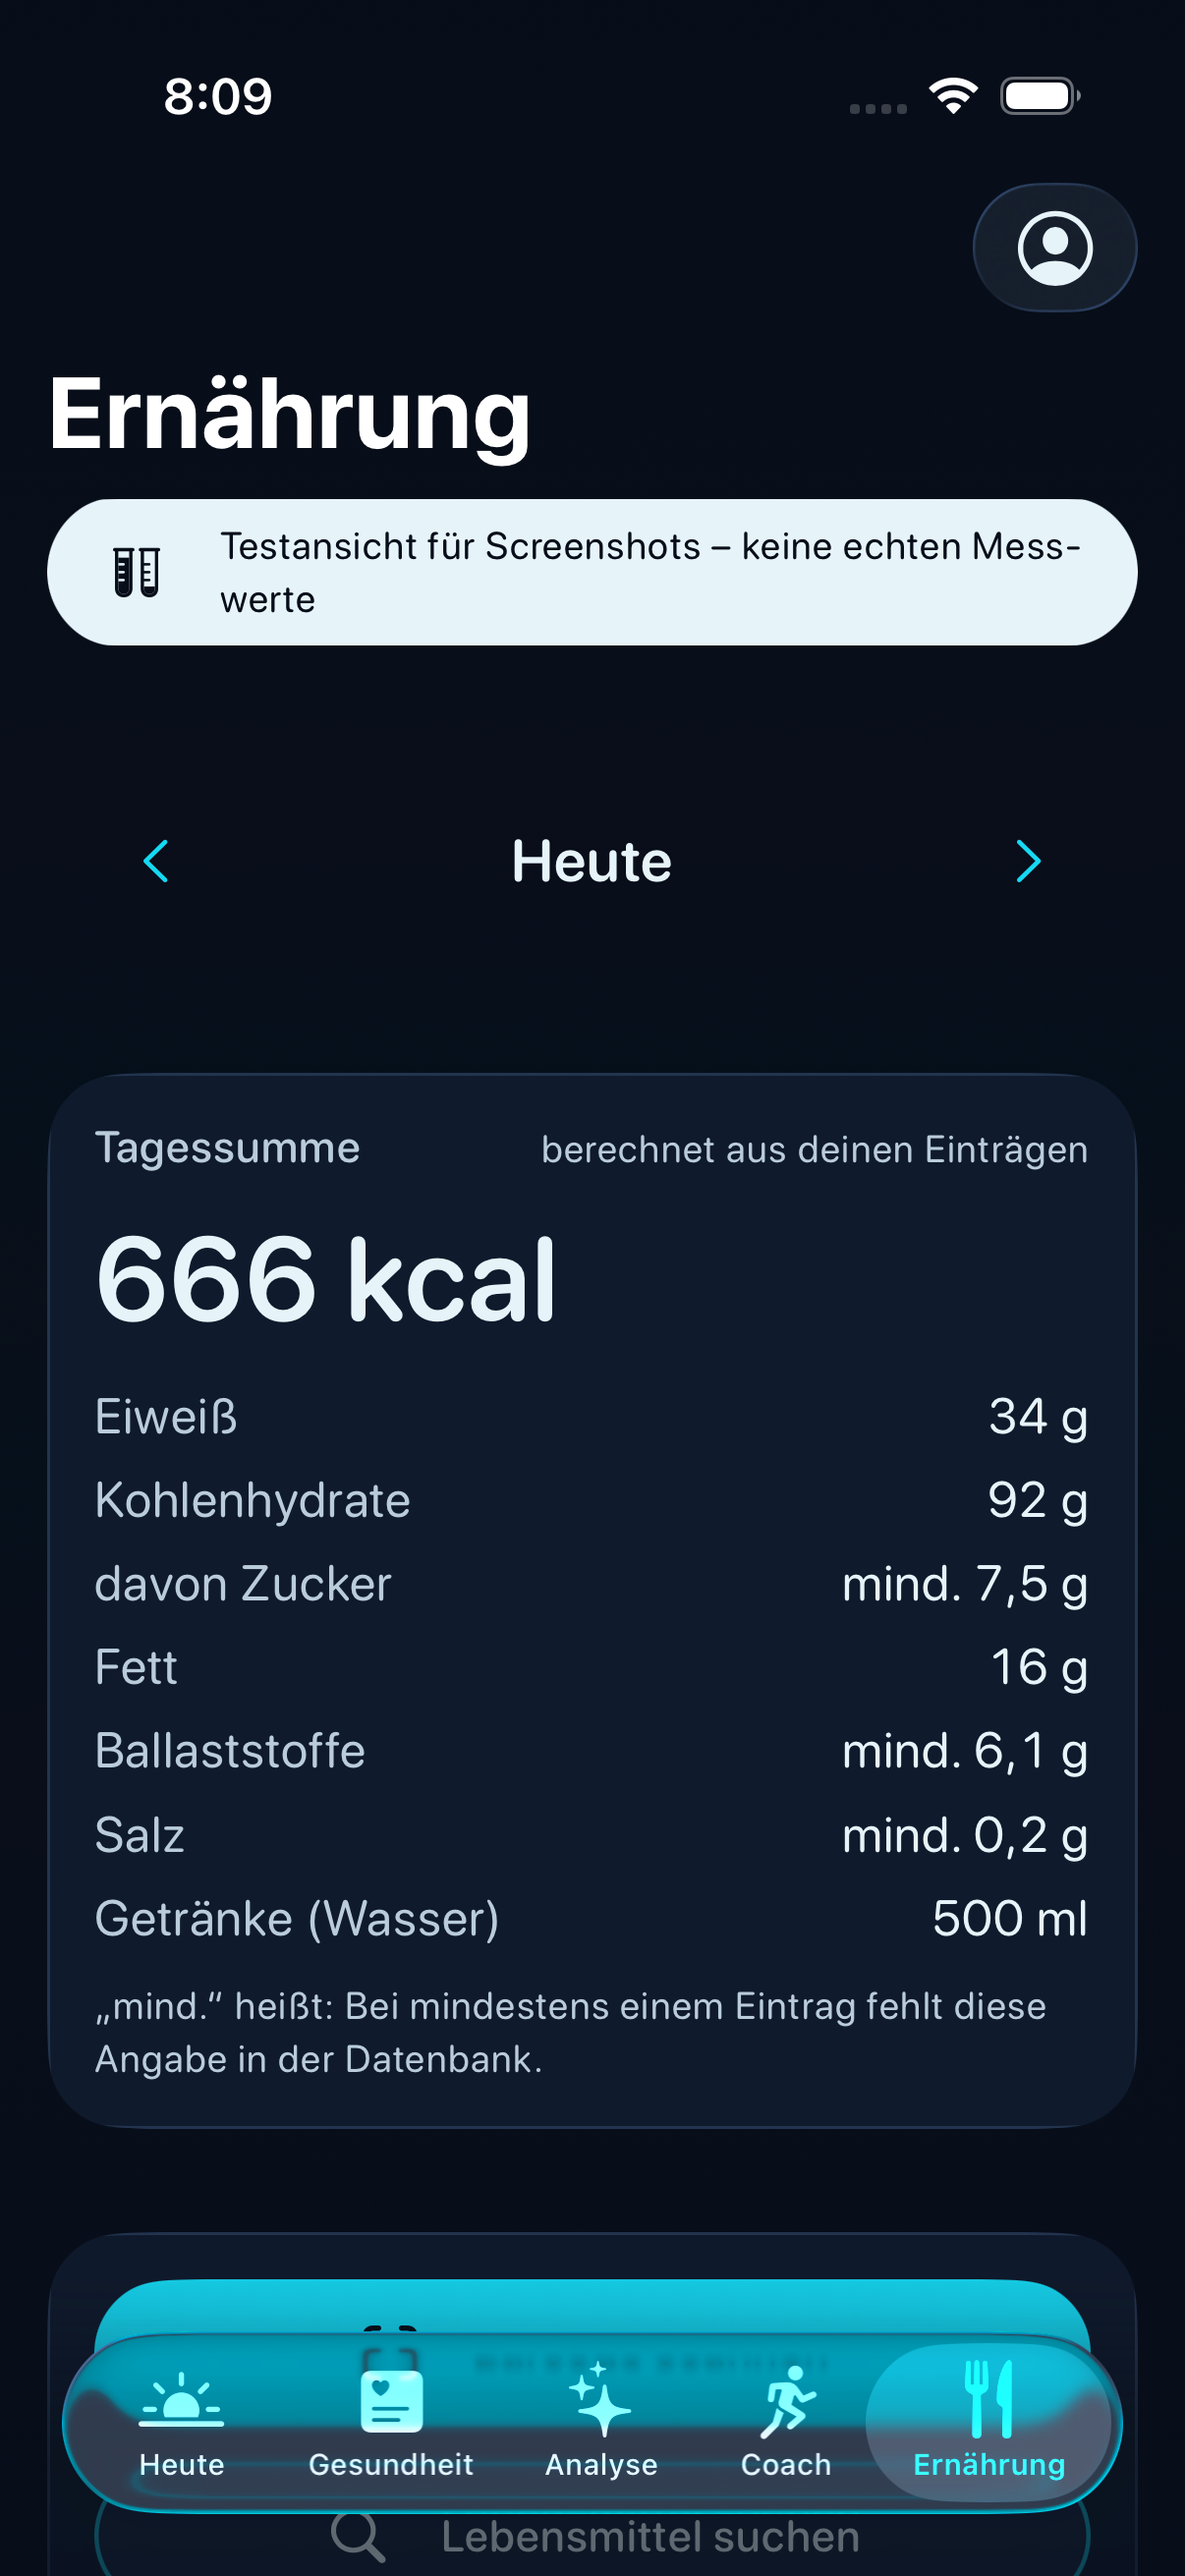 8:09
Ernährung
Testansicht für Screenshots – keine echten Mess-
werte
Heute
Tagessumme berechnet aus deinen Einträgen
666 kcal
Eiweiß 34 g
Kohlenhydrate 92 g
davon Zucker mind. 7,5 g
Fett 16 g
Ballaststoffe mind. 6,1 g
Salz mind. 0,2 g
Getränke (Wasser) 500 ml
„mind.“ heißt: Bei mindestens einem Eintrag fehlt diese
Angabe in der Datenbank.
Heute Gesundheit Analyse Coach Ernährung
Lebensmittel suchen